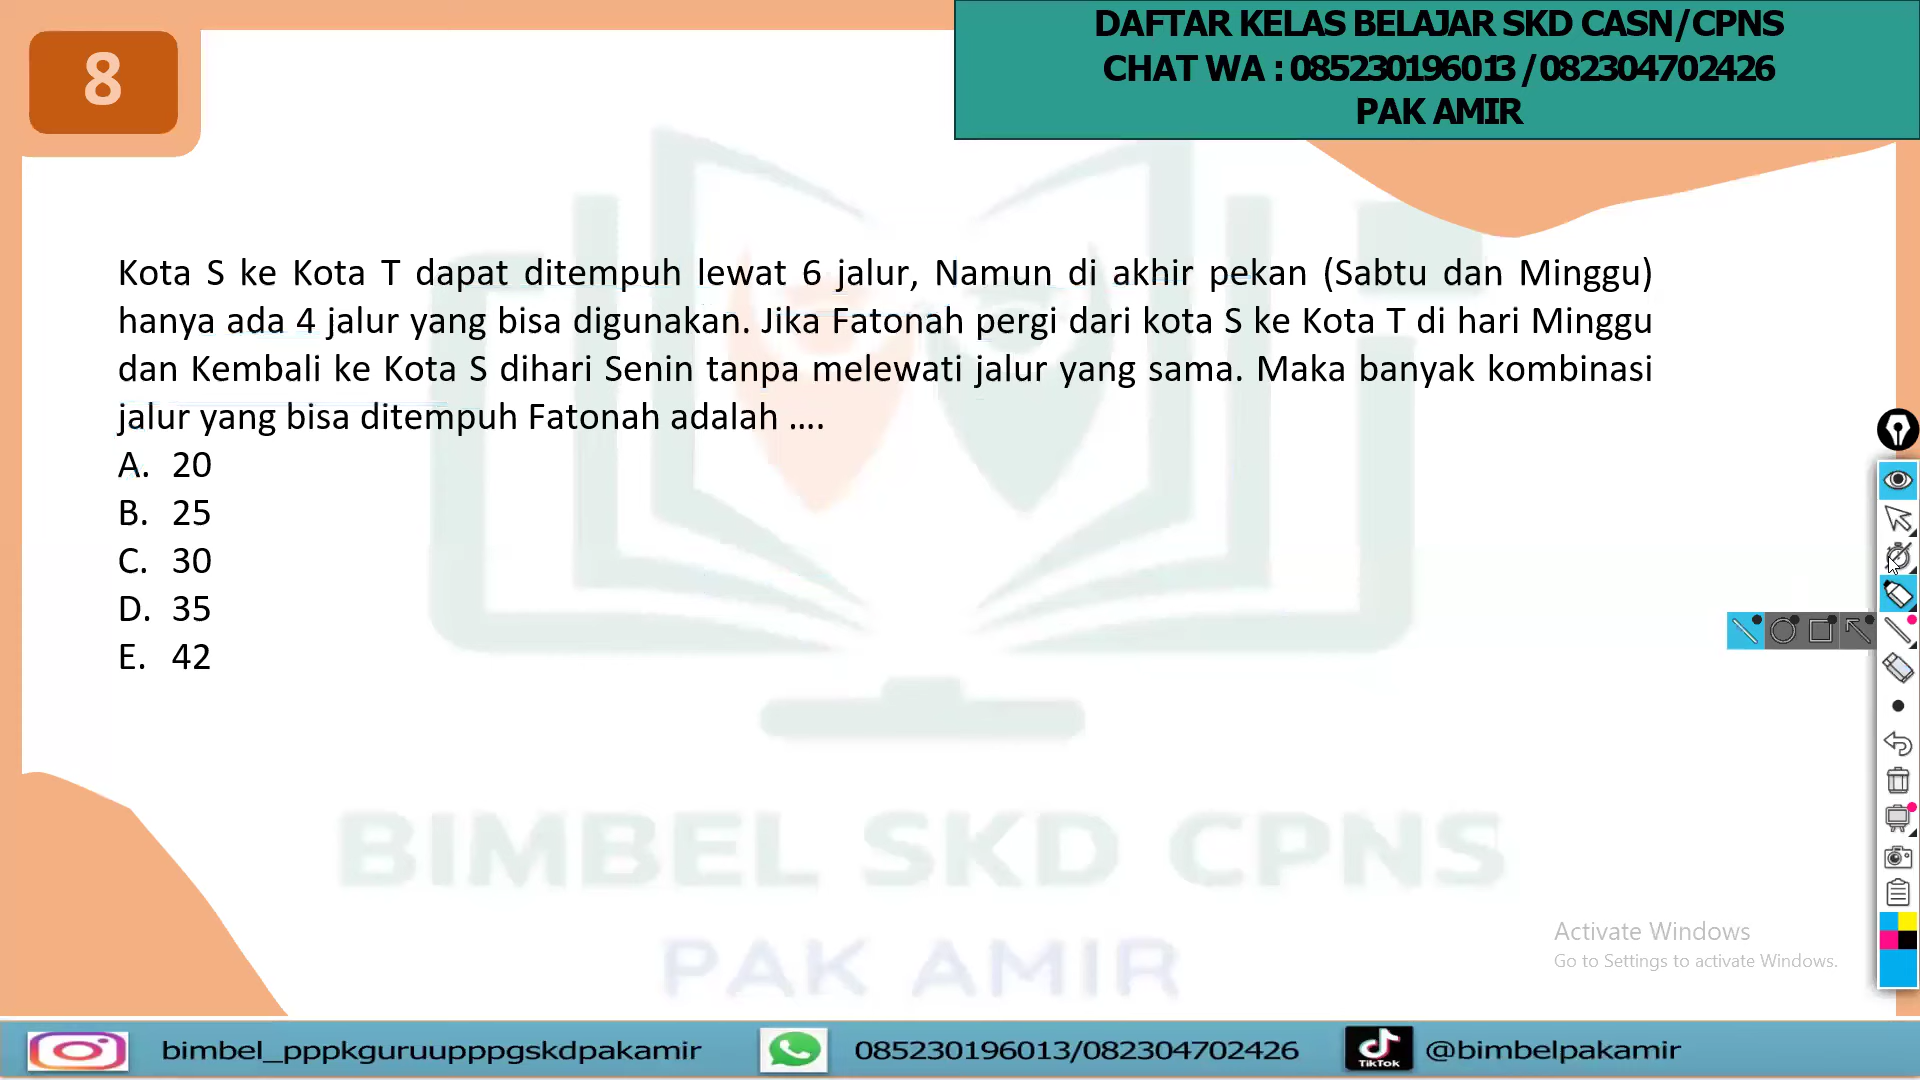 8
DAFTAR KELAS BELAJAR SKD CASN/CPNS
CHAT WA : 085230196013 / 082304702426
PAK AMIR
Kota S ke Kota T dapat ditempuh lewat 6 jalur, Namun di akhir pekan (Sabtu dan Minggu)
hanya ada 4 jalur yang bisa digunakan. Jika Fatonah pergi dari kota S ke Kota T di hari Minggu
dan Kembali ke Kota S dihari Senin tanpa melewati jalur yang sama. Maka banyak kombinasi
jalur yang bisa ditempuh Fatonah adalah ....
A. 20
B. 25
C. 30
D. 35
E. 42
BIMBEL SKD CPNS
PAK AMIR
Activate Windows
Go to Settings to activate Windows.
bimbel_pppkguruupppgskdpakamir
085230196013/082304702426
TikTok
@bimbelpakamir